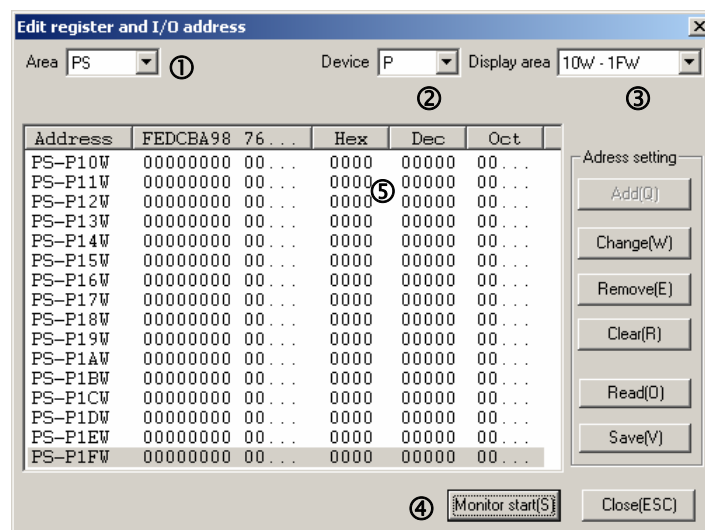 Edit register and I/O address
Area PS ① Device P Display area 10W - 1FW
② ③
Address FEDCBA98 76... Hex Dec Oct
PS-P10W 00000000 00... 0000 00000 00...
PS-P11W 00000000 00... 0000 00000 00...
PS-P12W 00000000 00... 0000 00000 00...
PS-P13W 00000000 00... 0000 00000 00...
PS-P14W 00000000 00... 0000 00000 00...
PS-P15W 00000000 00... 0000 00000 00...
PS-P16W 00000000 00... 0000 00000 00...
PS-P17W 00000000 00... 0000 00000 00...
PS-P18W 00000000 00... 0000 00000 00...
PS-P19W 00000000 00... 0000 00000 00...
PS-P1AW 00000000 00... 0000 00000 00...
PS-P1BW 00000000 00... 0000 00000 00...
PS-P1CW 00000000 00... 0000 00000 00...
PS-P1DW 00000000 00... 0000 00000 00...
PS-P1EW 00000000 00... 0000 00000 00...
PS-P1FW 00000000 00... 0000 00000 00...
⑤
Adress setting
Add(Q)
Change(W)
Remove(E)
Clear(R)
Read(O)
Save(V)
④ Monitor start(S) Close(ESC)